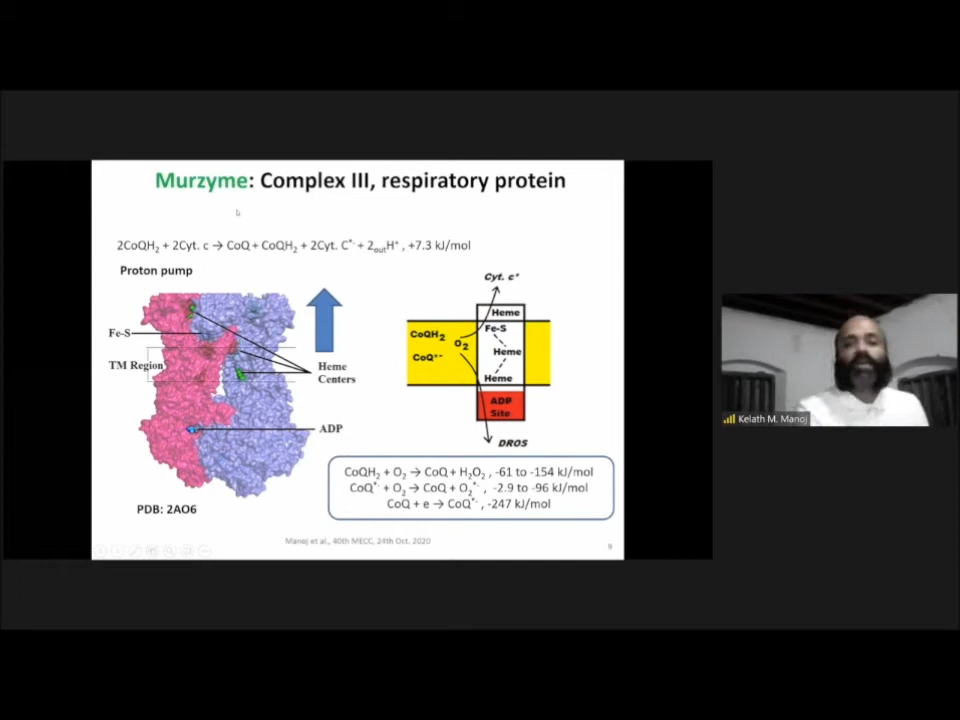 Murzyme: Complex III, respiratory protein
2CoQH₂ + 2Cyt. c → CoQ + CoQH₂ + 2Cyt. C*⁻ + 2outH⁺ , +7.3 kJ/mol
Proton pump
Fe-S
TM Region
Heme
Centers
ADP
PDB: 2AO6
Cyt. c⁺
Heme
CoQH₂
Fe-S
O₂
CoQ*⁻
Heme
Heme
ADP
Site
DROS
CoQH₂ + O₂ → CoQ + H₂O₂ , -61 to -154 kJ/mol
CoQ*⁻ + O₂ → CoQ + O₂*⁻ , -2.9 to -96 kJ/mol
CoQ + e → CoQ*⁻ , -247 kJ/mol
Manoj et al., 40th MECC, 24th Oct. 2020
9
Kelath M. Manoj